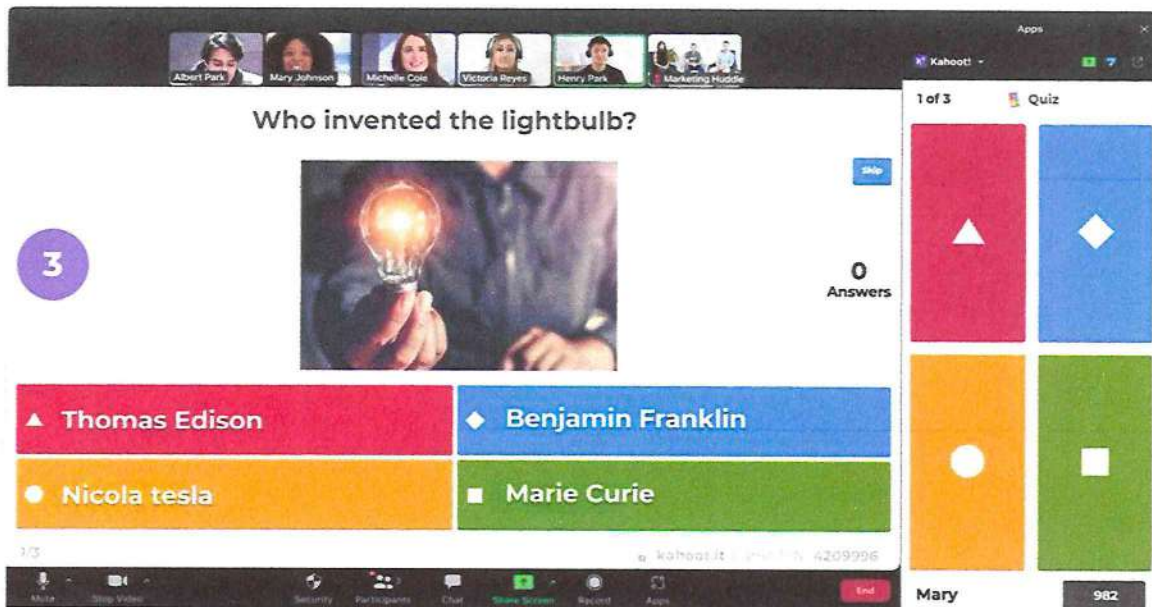 Apps
Albert Park
Mary Johnson
Michelle Cole
Victoria Reyes
Henry Park
Marketing Huddle
Kahoot!
1 of 3
Quiz
Who invented the lightbulb?
Skip
3
0
Answers
Thomas Edison
Benjamin Franklin
Nicola tesla
Marie Curie
1/3
kahoot.it
4209996
Mute
Stop Video
Security
Participants
3
Chat
Share Screen
Record
Apps
End
Mary
982